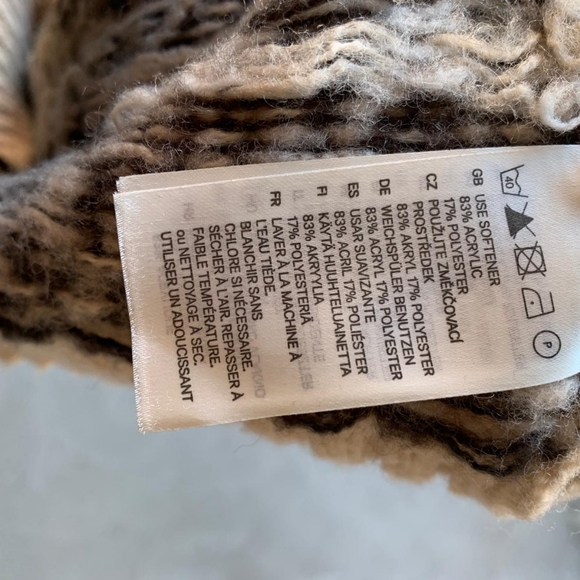 40
P
GB USE SOFTENER
83% ACRYLIC
17% POLYESTER
CZ POUŽIJTE ZMĚKČOVACÍ
PROSTŘEDEK
83% AKRYL 17% POLYESTER
DE WEICHSPÜLER BENUTZEN
83% ACRYL 17% POLYESTER
ES USAR SUAVIZANTE
83% ACRIL 17% POLIÉSTER
FI KÄYTÄ HUUHTELUAINETTA
83% AKRYYLIA
17% POLYESTERIÄ
FR LAVER À LA MACHINE À
L'EAU TIÈDE.
BLANCHIR SANS
CHLORE SI NÉCESSAIRE.
SÉCHER À L'AIR. REPASSER À
FAIBLE TEMPÉRATURE.
OU NETTOYAGE À SEC.
UTILISER UN ADOUCISSANT